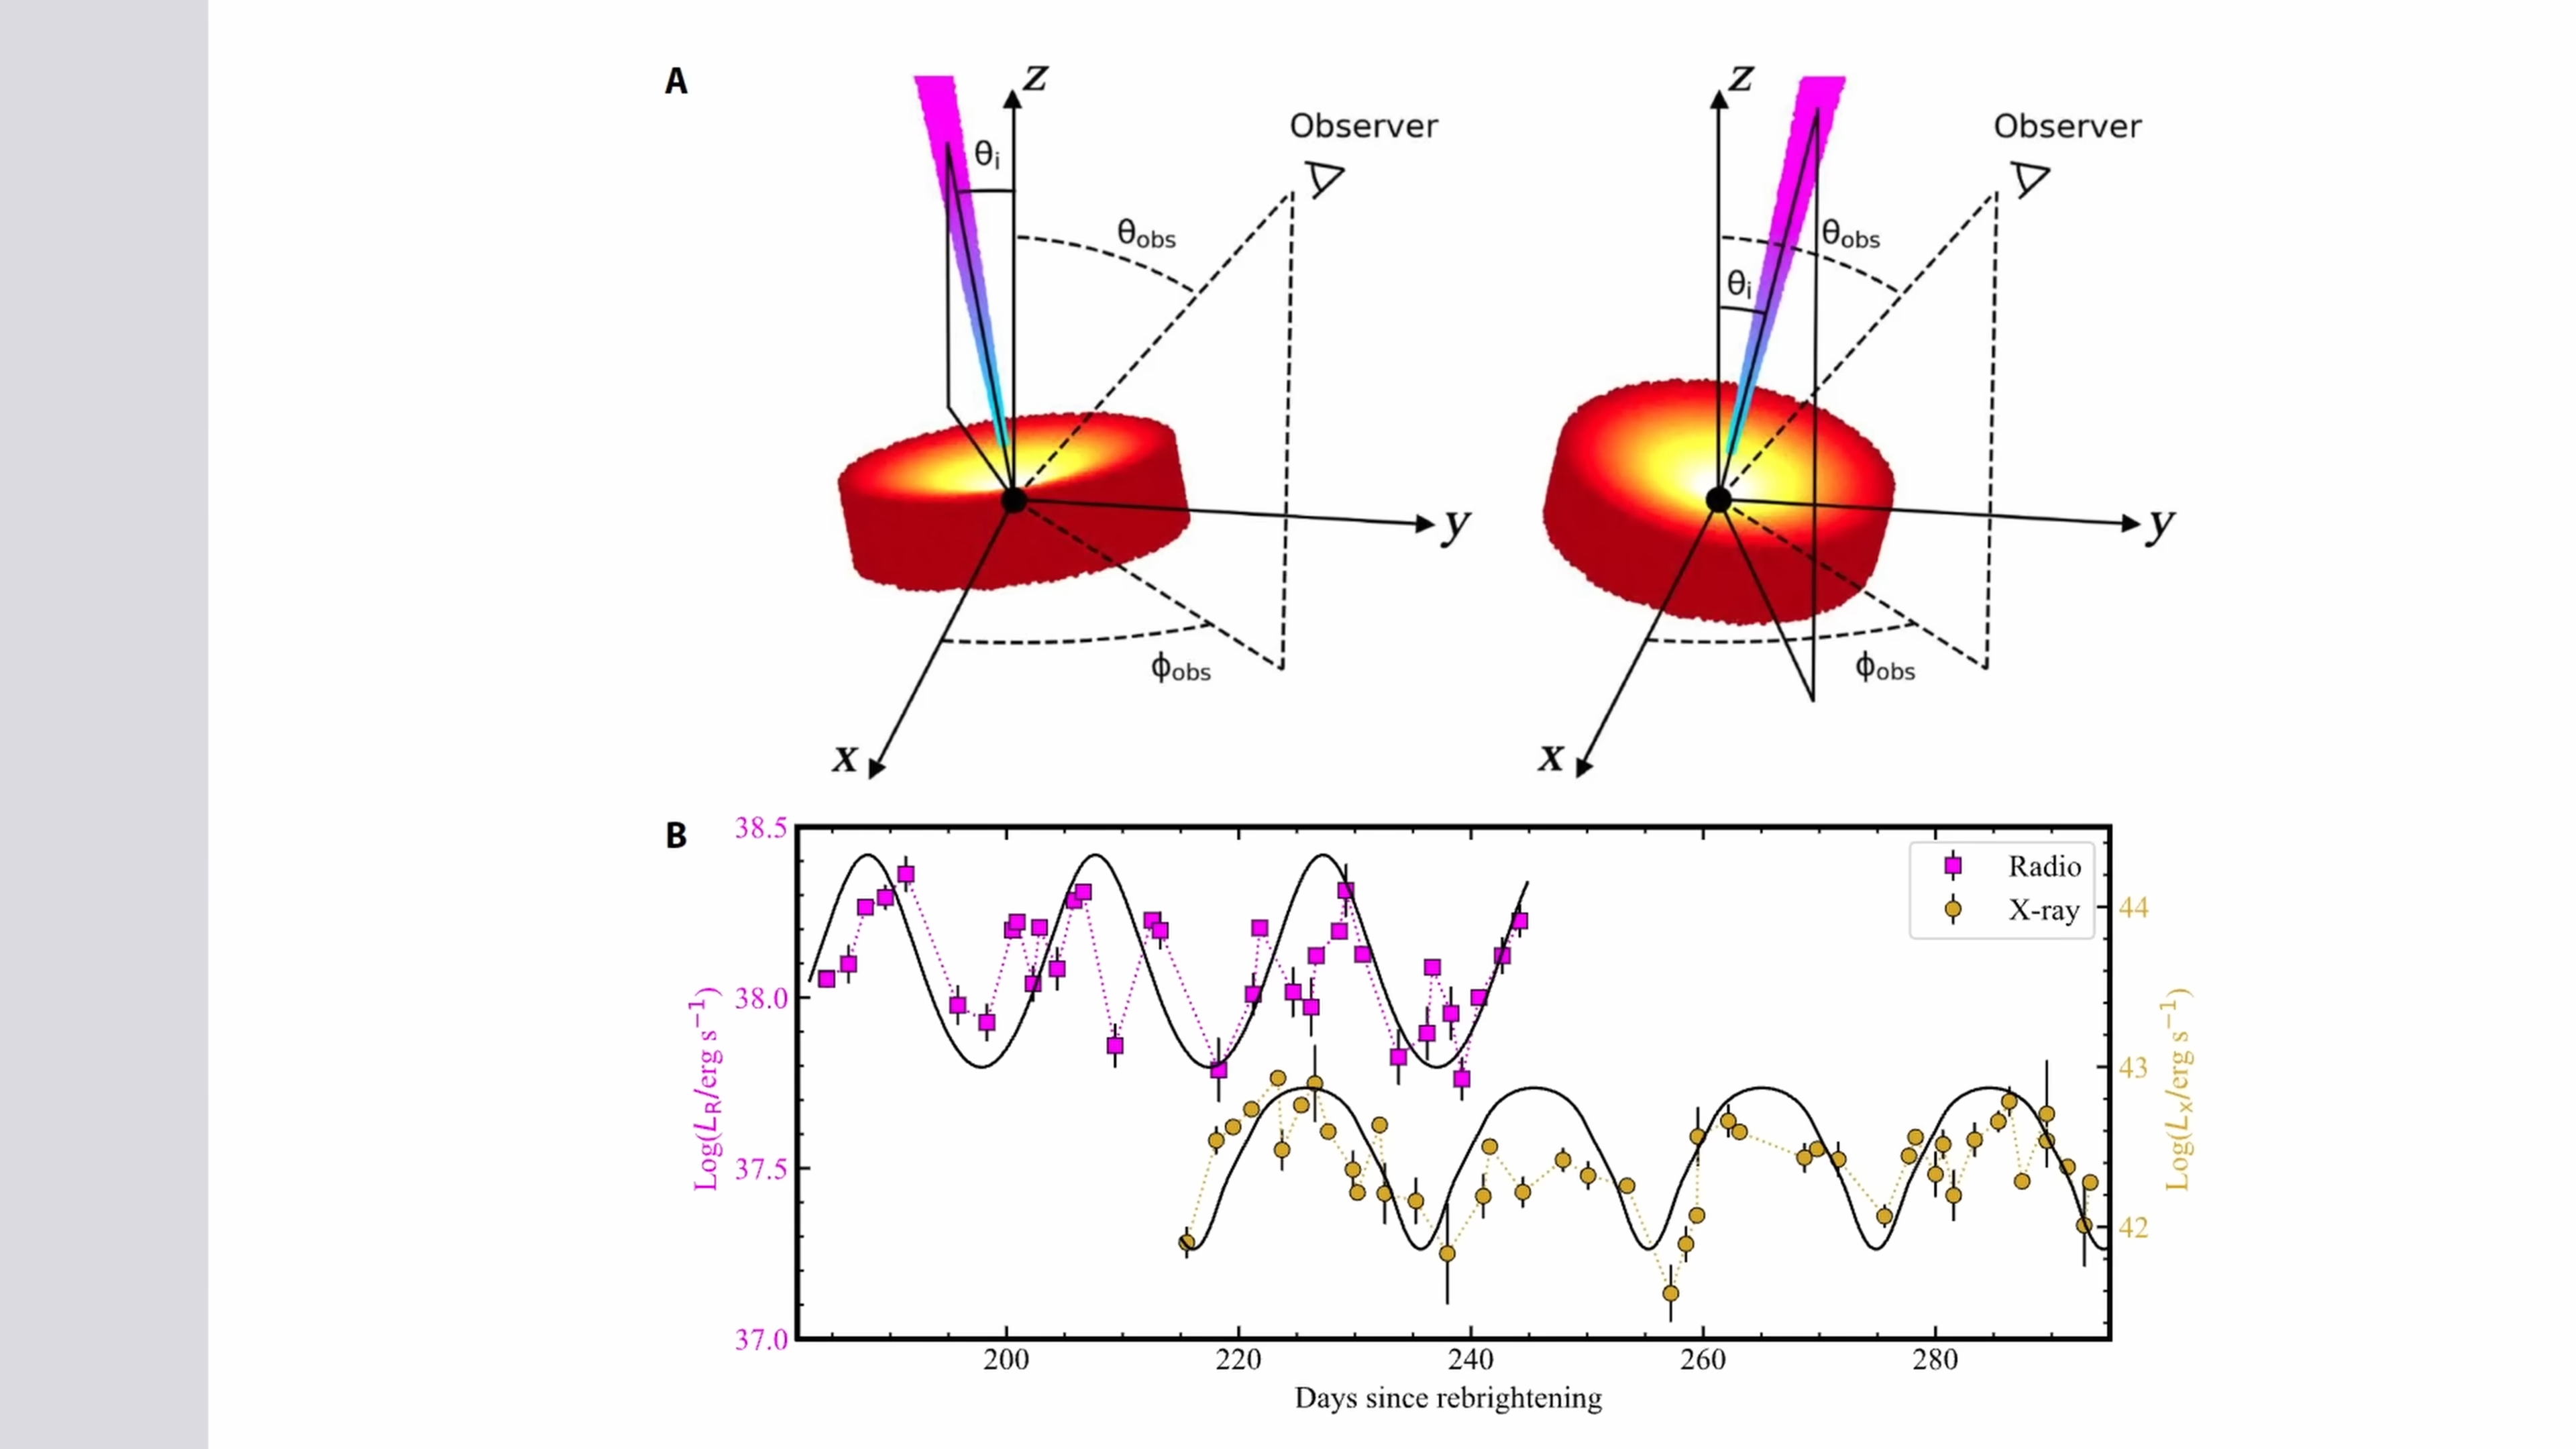 A
z
θi
θobs
Observer
y
ϕobs
x
z
θi
θobs
Observer
y
ϕobs
x
B
Log(LR/erg s⁻¹)
38.5
38.0
37.5
37.0
Radio
X-ray
44
43
42
Log(LX/erg s⁻¹)
200 220 240 260 280
Days since rebrightening